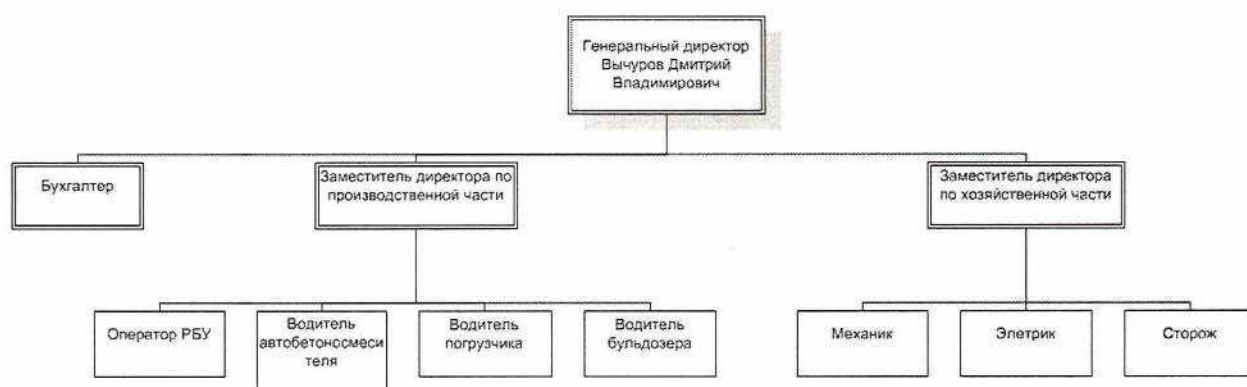 Генеральный директор
Вычуров Дмитрий
Владимирович
Бухгалтер
Заместитель директора по
производственной части
Заместитель директора
по хозяйственной части
Оператор РБУ
Водитель
автобетоносмеси
теля
Водитель
погрузчика
Водитель
бульдозера
Механик
Элетрик
Сторож